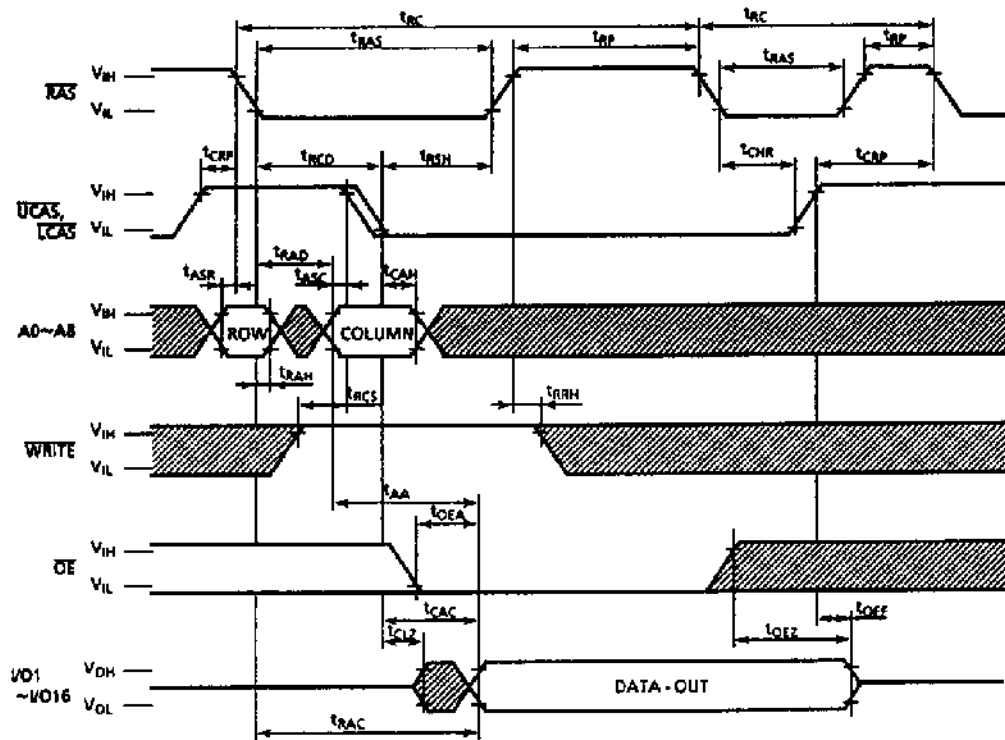 tRC tRC
tRAS tRP tRP
tRAS
RAS VIH
VIL
tCRP tRCD tRSH tCHR tCRP
UCAS, LCAS VIH
VIL
tRAD
tASR tASC tCAH
A0~A8 VIH
VIL
ROW COLUMN
tRAH tRCS tRRH
WRITE VIH
VIL
tAA
tOEA
OE VIH
VIL
tCAC
tCLZ tOEZ tOFF
I/O1 ~I/O16 VOH
VOL
DATA-OUT
tRAC